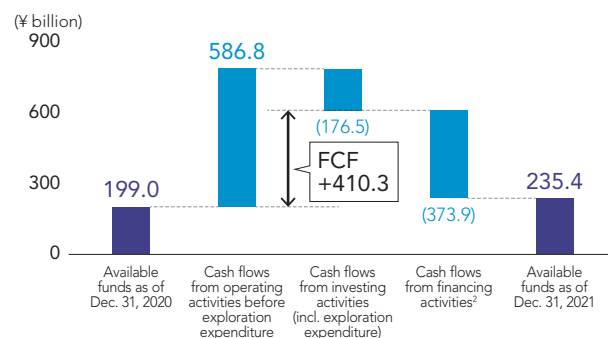 (¥ billion)
900
600
300
0
199.0
586.8
(176.5)
FCF
+410.3
(373.9)
235.4
Available
funds as of
Dec. 31, 2020
Cash flows
from operating
activities before
exploration
expenditure
Cash flows
from investing
activities
(incl. exploration
expenditure)
Cash flows
from financing
activities²
Available
funds as of
Dec. 31, 2021